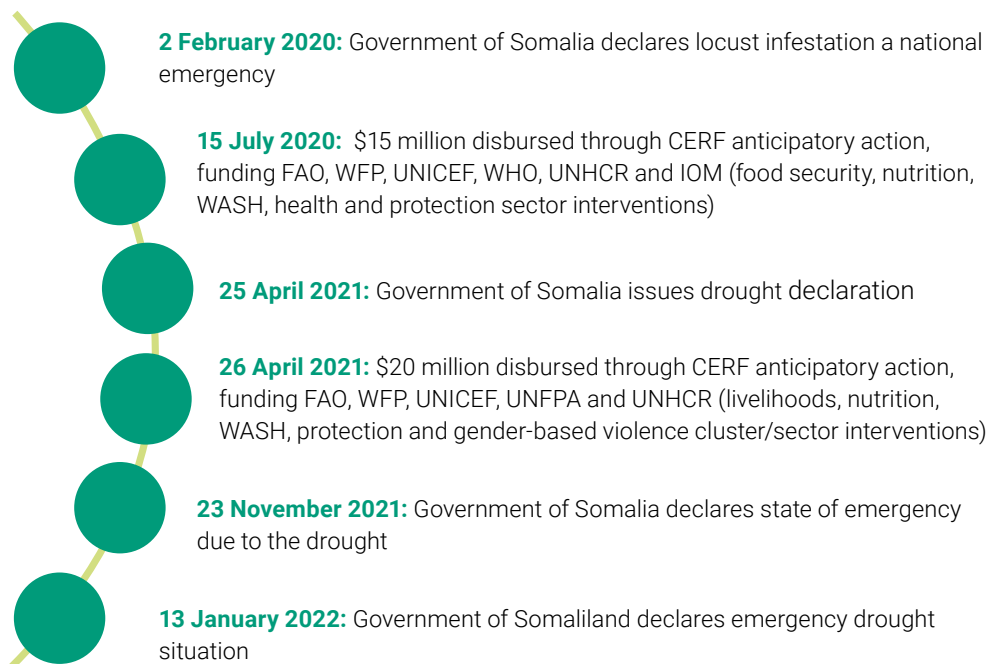 2 February 2020: Government of Somalia declares locust infestation a national
emergency
15 July 2020: $15 million disbursed through CERF anticipatory action,
funding FAO, WFP, UNICEF, WHO, UNHCR and IOM (food security, nutrition,
WASH, health and protection sector interventions)
25 April 2021: Government of Somalia issues drought declaration
26 April 2021: $20 million disbursed through CERF anticipatory action,
funding FAO, WFP, UNICEF, UNFPA and UNHCR (livelihoods, nutrition,
WASH, protection and gender-based violence cluster/sector interventions)
23 November 2021: Government of Somalia declares state of emergency
due to the drought
13 January 2022: Government of Somaliland declares emergency drought
situation